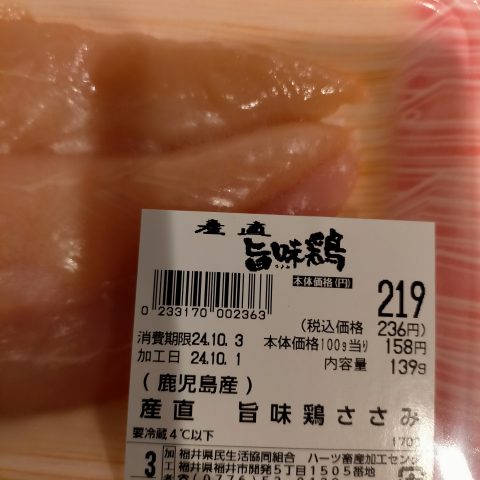 産直
旨味鶏
本体価格(円)
219
0 233170 002363
(税込価格 236円)
消費期限24.10.3 本体価格100g当り 158円
加工日 24.10.1 内容量 139g
(鹿児島産)
産直 旨味鶏ささみ
要冷蔵4℃以下
3 加 福井県民生活協同組合 ハーツ畜産加工セン
工 福井県福井市開発5丁目1505番地